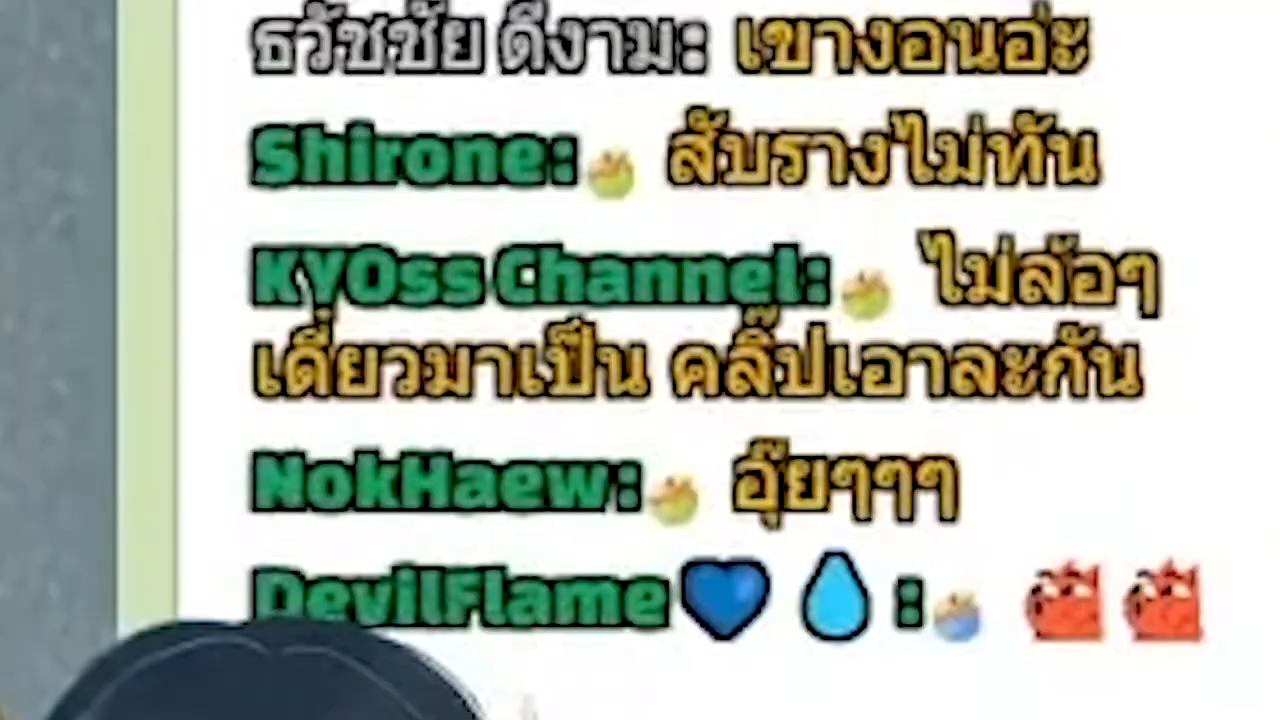 ธวัชชัย ดีงาม: เขางอนอ่ะ
Shirone: สับรางไม่ทัน
KYOss Channel: ไม่ล้อๆ
เดี๋ยวมาเป็น คลิ๊ปเอาละกัน
NokHaew: อุ๊ยๆๆๆ
DevilFlame💙💧: